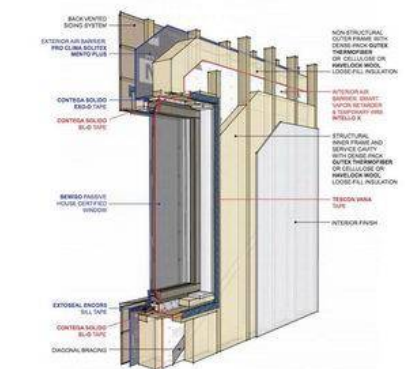 BACK VENTED
SIDING SYSTEM
EXTERIOR AIR BARRIER:
PRO CLIMA SOLITEX
MENTO PLUS
CONTEGA SOLIDO
EXO-D TAPE
CONTEGA SOLIDO
SL-D TAPE
PASSIVE
HOUSE CERTIFIED
WINDOW
EXTOSEAL ENCORS
SILL TAPE
CONTEGA SOLIDO
SL-D TAPE
DIAGONAL BRACING
NON-STRUCTURAL
OUTER FRAME WITH
DENSE-PACK GUTEX
THERMOFIBER
OR CELLULOSE OR
HAVELOCK WOOL
LOOSE-FILL INSULATION
INTERIOR AIR
BARRIER, SMART
VAPOR RETARDER
& TEMPORARY WRB:
INTELLO X
STRUCTURAL
INNER FRAME AND
SERVICE CAVITY
WITH DENSE-PACK
GUTEX THERMOFIBER
OR CELLULOSE OR
HAVELOCK WOOL
LOOSE-FILL INSULATION
TESCON VANA
TAPE
INTERIOR FINISH